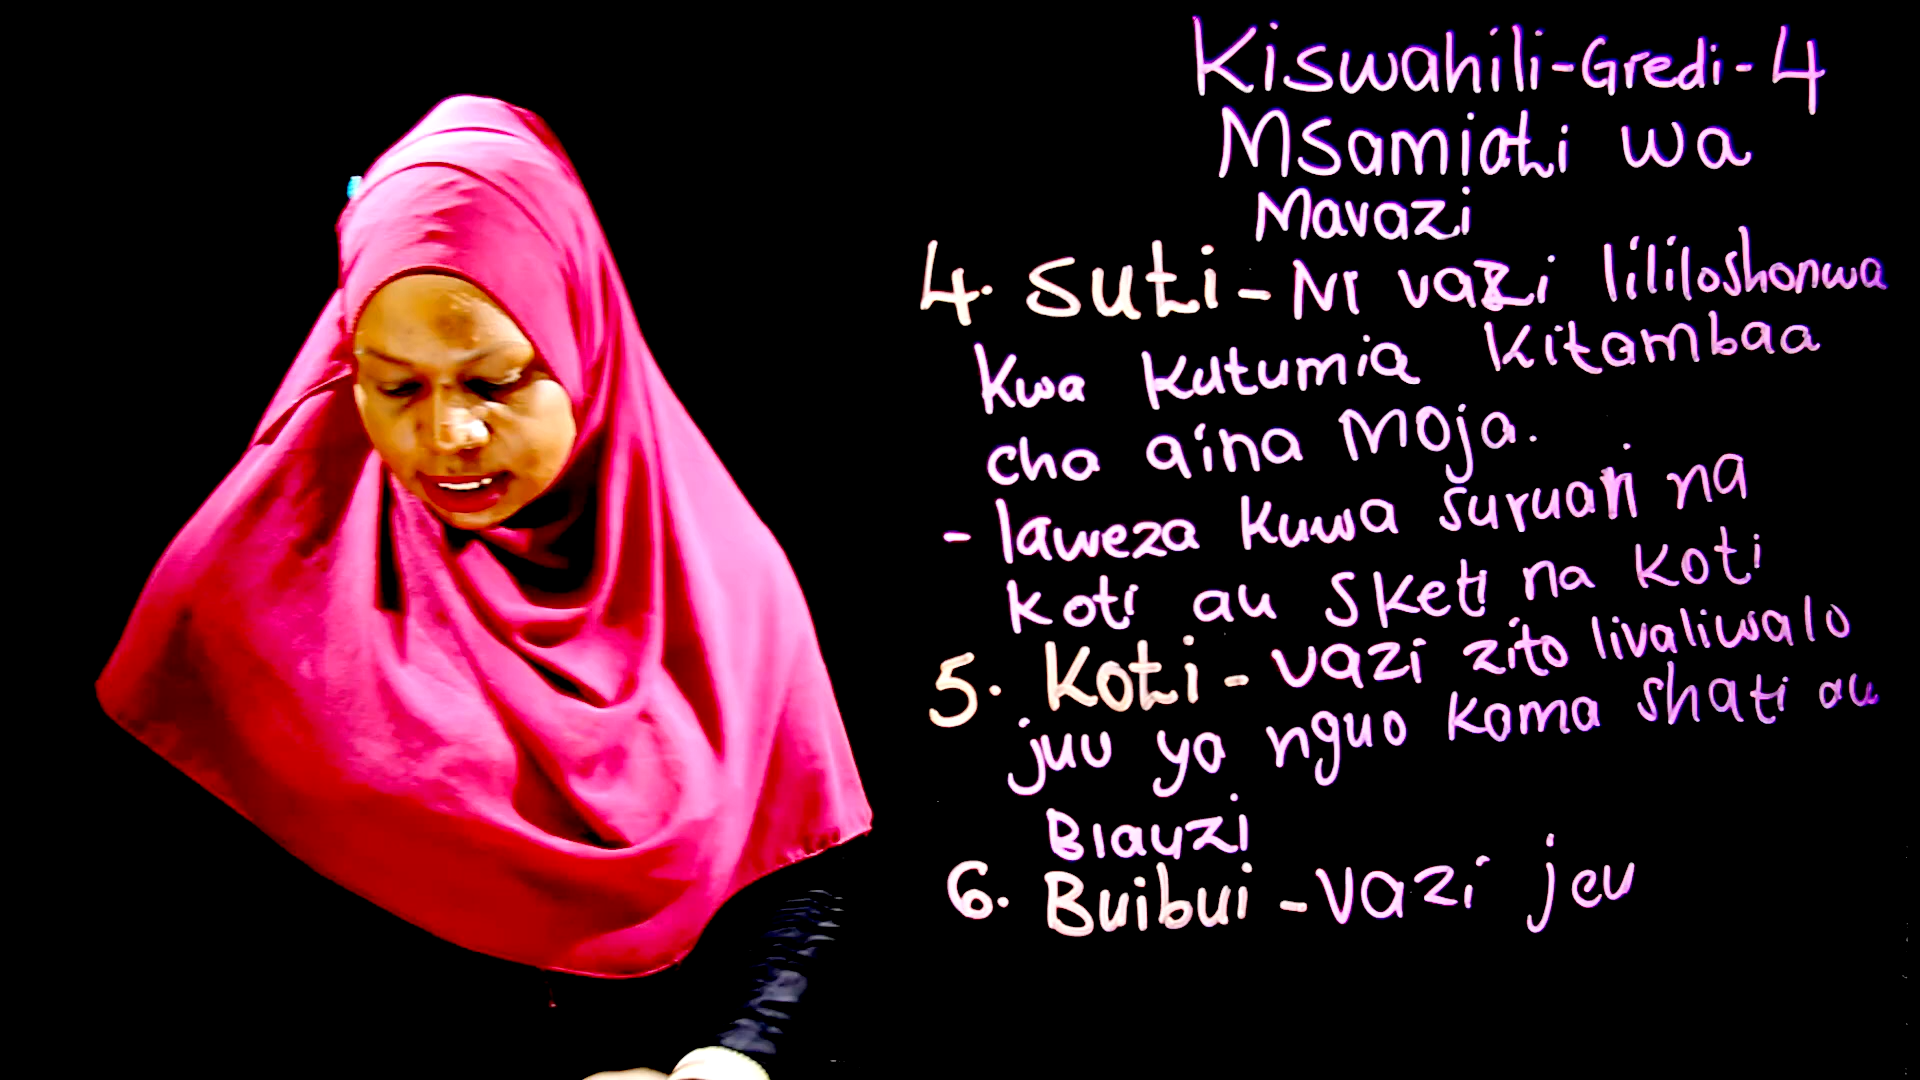 Kiswahili-Gredi-4
Msamiati wa
Mavazi
4. Suti - Ni vazi lililoshonwa
kwa kutumia kitambaa
cha aina moja.
- laweza kuwa suruari na
koti au sketi na koti
5. Koti - vazi zito livaliwalo
juu ya nguo kama shati au
Blauzi
6. Buibui - vazi jeu